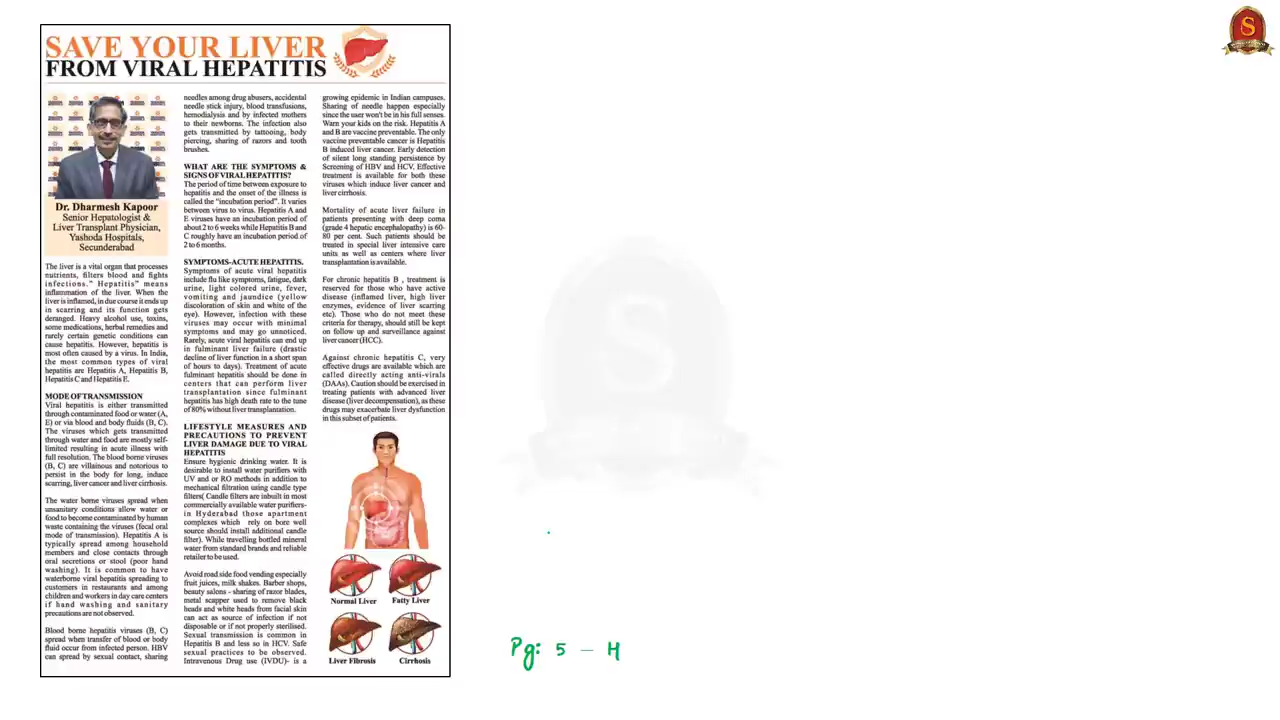 SAVE YOUR LIVER
FROM VIRAL HEPATITIS
Dr. Dharmesh Kapoor
Senior Hepatologist &
Liver Transplant Physician,
Yashoda Hospitals,
Secunderabad
The liver is a vital organ that processes
nutrients, filters blood and fights
infections." Hepatitis" means
inflammation of the liver. When the
liver is inflamed, in due course it ends up
in scarring and its function gets
deranged. Heavy alcohol use, toxins,
some medications, herbal remedies and
rarely certain genetic conditions can
cause hepatitis. However, hepatitis is
most often caused by a virus. In India,
the most common types of viral
hepatitis are Hepatitis A, Hepatitis B,
Hepatitis C and Hepatitis E.
MODE OF TRANSMISSION
Viral hepatitis is either transmitted
through contaminated food or water (A,
E) or via blood and body fluids (B, C).
The viruses which gets transmitted
through water and food are mostly self-
limited resulting in acute illness with
full resolution. The blood borne viruses
(B, C) are villainous and notorious to
persist in the body for long, induce
scarring, liver cancer and liver cirrhosis.
The water borne viruses spread when
unsanitary conditions allow water or
food to become contaminated by human
waste containing the viruses (fecal oral
mode of transmission). Hepatitis A is
typically spread among household
members and close contacts through
oral secretions or stool (poor hand
washing). It is common to have
waterborne viral hepatitis spreading to
customers in restaurants and among
children and workers in day care centers
if hand washing and sanitary
precautions are not observed.
Blood borne hepatitis viruses (B, C)
spread when transfer of blood or body
fluid occur from infected person. HBV
can spread by sexual contact, sharing
needles among drug abusers, accidental
needle stick injury, blood transfusions,
hemodialysis and by infected mothers
to their newborns. The infection also
gets transmitted by tattooing, body
piercing, sharing of razors and tooth
brushes.
WHAT ARE THE SYMPTOMS &
SIGNS OF VIRAL HEPATITIS?
The period of time between exposure to
hepatitis and the onset of the illness is
called the "incubation period". It varies
between virus to virus. Hepatitis A and
E viruses have an incubation period of
about 2 to 6 weeks while Hepatitis B and
C roughly have an incubation period of
2 to 6 months.
SYMPTOMS-ACUTE HEPATITIS.
Symptoms of acute viral hepatitis
include flu like symptoms, fatigue, dark
urine, light colored urine, fever,
vomiting and jaundice (yellow
discoloration of skin and white of the
eye). However, infection with these
viruses may occur with minimal
symptoms and may go unnoticed.
Rarely, acute viral hepatitis can end up
in fulminant liver failure (drastic
decline of liver function in a short span
of hours to days). Treatment of acute
fulminant hepatitis should be done in
centers that can perform liver
transplantation since fulminant
hepatitis has high death rate to the tune
of 80% without liver transplantation.
LIFESTYLE MEASURES AND
PRECAUTIONS TO PREVENT
LIVER DAMAGE DUE TO VIRAL
HEPATITIS
Ensure hygienic drinking water. It is
desirable to install water purifiers with
UV and or RO methods in addition to
mechanical filtration using candle type
filters( Candle filters are inbuilt in most
commercially available water purifiers-
in Hyderabad those apartment
complexes which rely on bore well
source should install additional candle
filter). While travelling bottled mineral
water from standard brands and reliable
retailer to be used.
Avoid road side food vending especially
fruit juices, milk shakes. Barber shops,
beauty salons - sharing of razor blades,
metal scapper used to remove black
heads and white heads from facial skin
can act as source of infection if not
disposable or if not properly sterilised.
Sexual transmission is common in
Hepatitis B and less so in HCV. Safe
sexual practices to be observed.
Intravenous Drug use (IVDU)- is a
growing epidemic in Indian campuses.
Sharing of needle happen especially
since the user won't be in his full senses.
Warn your kids on the risk. Hepatitis A
and B are vaccine preventable. The only
vaccine preventable cancer is Hepatitis
B induced liver cancer. Early detection
of silent long standing persistence by
Screening of HBV and HCV. Effective
treatment is available for both these
viruses which induce liver cancer and
liver cirrhosis.
Mortality of acute liver failure in
patients presenting with deep coma
(grade 4 hepatic encephalopathy) is 60-
80 per cent. Such patients should be
treated in special liver intensive care
units as well as centers where liver
transplantation is available.
For chronic hepatitis B , treatment is
reserved for those who have active
disease (inflamed liver, high liver
enzymes, evidence of liver scarring
etc). Those who do not meet these
criteria for therapy, should still be kept
on follow up and surveillance against
liver cancer (HCC).
Against chronic hepatitis C, very
effective drugs are available which are
called directly acting anti-virals
(DAAs). Caution should be exercised in
treating patients with advanced liver
disease (liver decompensation), as these
drugs may exacerbate liver dysfunction
in this subset of patients.
Normal Liver
Fatty Liver
Liver Fibrosis
Cirrhosis
Pg: 5 – H
S